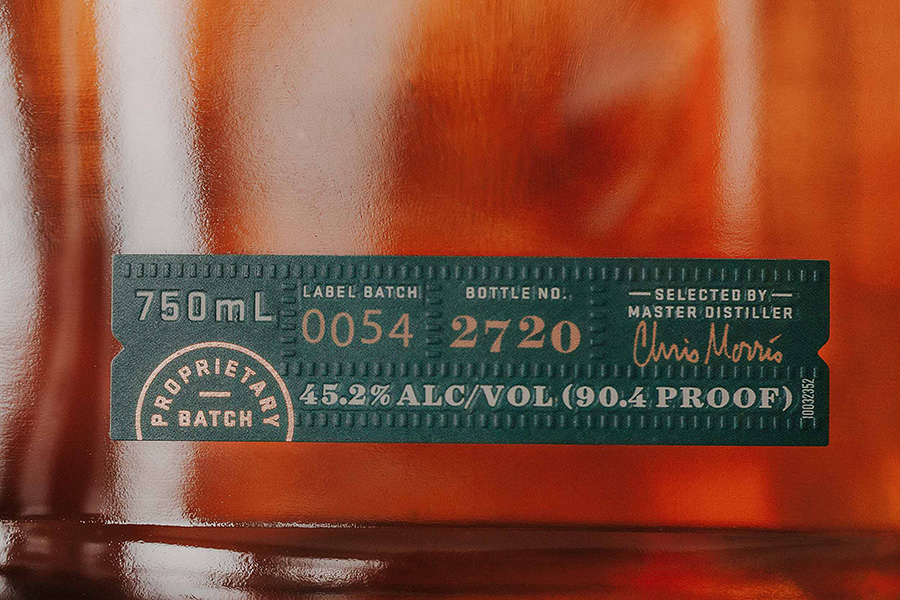 750mL
LABEL BATCH
0054
BOTTLE NO.
2720
SELECTED BY
MASTER DISTILLER
Chris Morris
PROPRIETARY
BATCH
45.2% ALC/VOL (90.4 PROOF)
J0032352